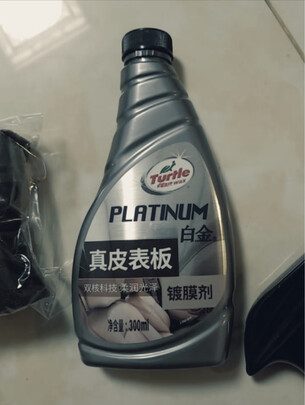 Turtle
WAX
PLATINUM
白金
真皮表板
双核科技 柔润光泽
镀膜剂
净含量:300ml